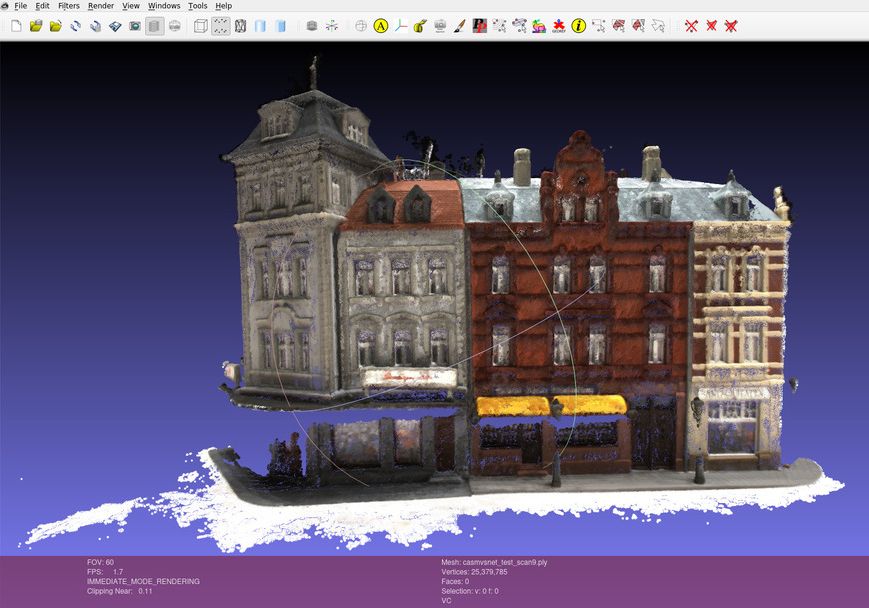 File Edit Filters Render View Windows Tools Help
A
GEOREF
i
FOV: 60
FPS: 1.7
IMMEDIATE_MODE_RENDERING
Clipping Near: 0.11
Mesh: casmvsnet_test_scan9.ply
Vertices: 25,379,785
Faces: 0
Selection: v: 0 f: 0
VC